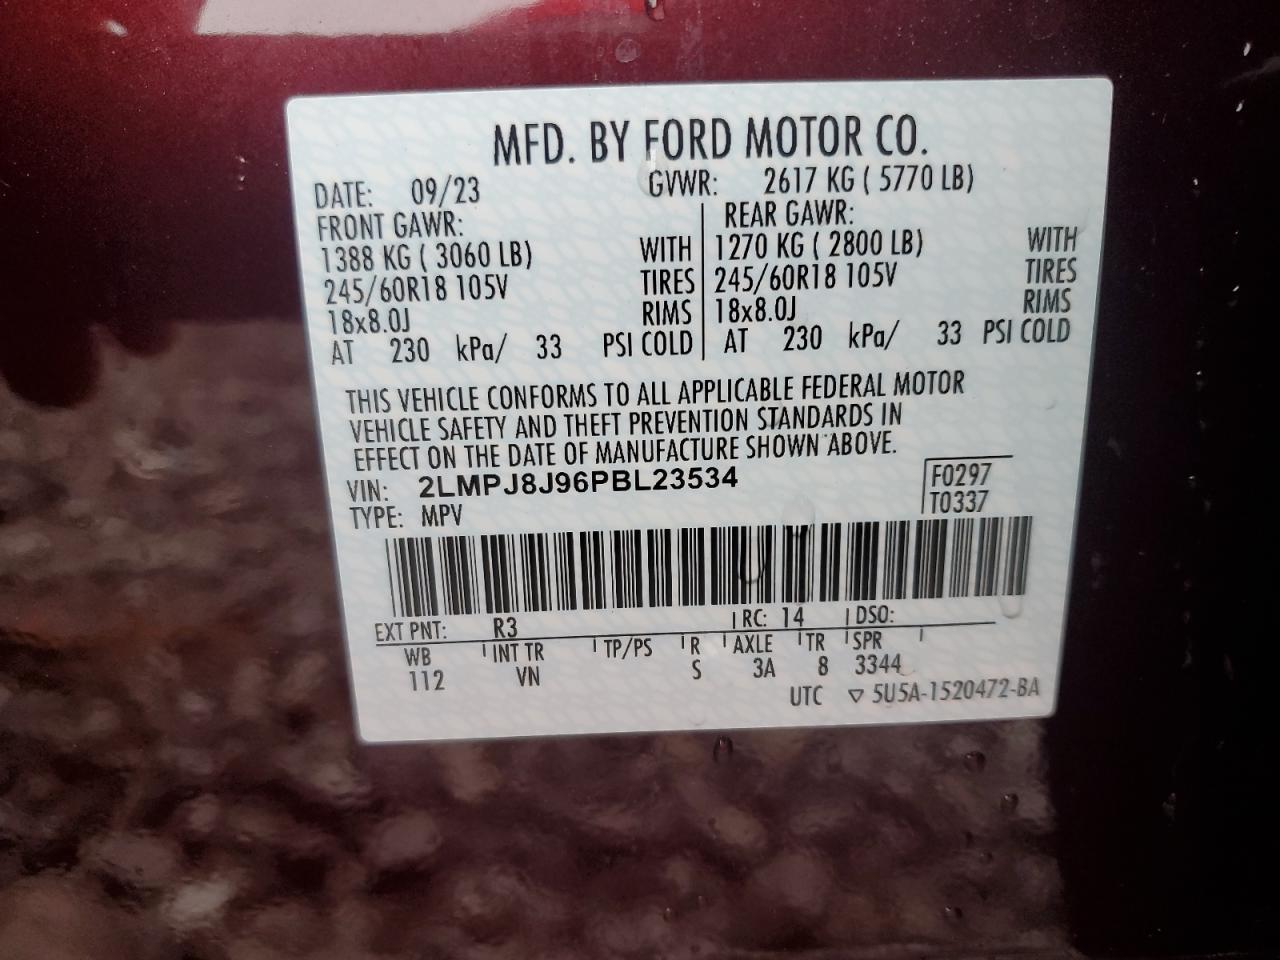 MFD. BY FORD MOTOR CO.
DATE: 09/23 GVWR: 2617 KG ( 5770 LB)
FRONT GAWR: REAR GAWR:
1388 KG ( 3060 LB) WITH 1270 KG ( 2800 LB) WITH
245/60R18 105V TIRES 245/60R18 105V TIRES
18x8.0J RIMS 18x8.0J RIMS
AT 230 kPa/ 33 PSI COLD AT 230 kPa/ 33 PSI COLD
THIS VEHICLE CONFORMS TO ALL APPLICABLE FEDERAL MOTOR
VEHICLE SAFETY AND THEFT PREVENTION STANDARDS IN
EFFECT ON THE DATE OF MANUFACTURE SHOWN ABOVE.
VIN: 2LMPJ8J96PBL23534 F0297
TYPE: MPV T0337
EXT PNT: R3 RC: 14 DSO:
WB INT TR TP/PS R AXLE TR SPR
112 VN S 3A 8 3344
UTC ▽ 5U5A-1520472-BA